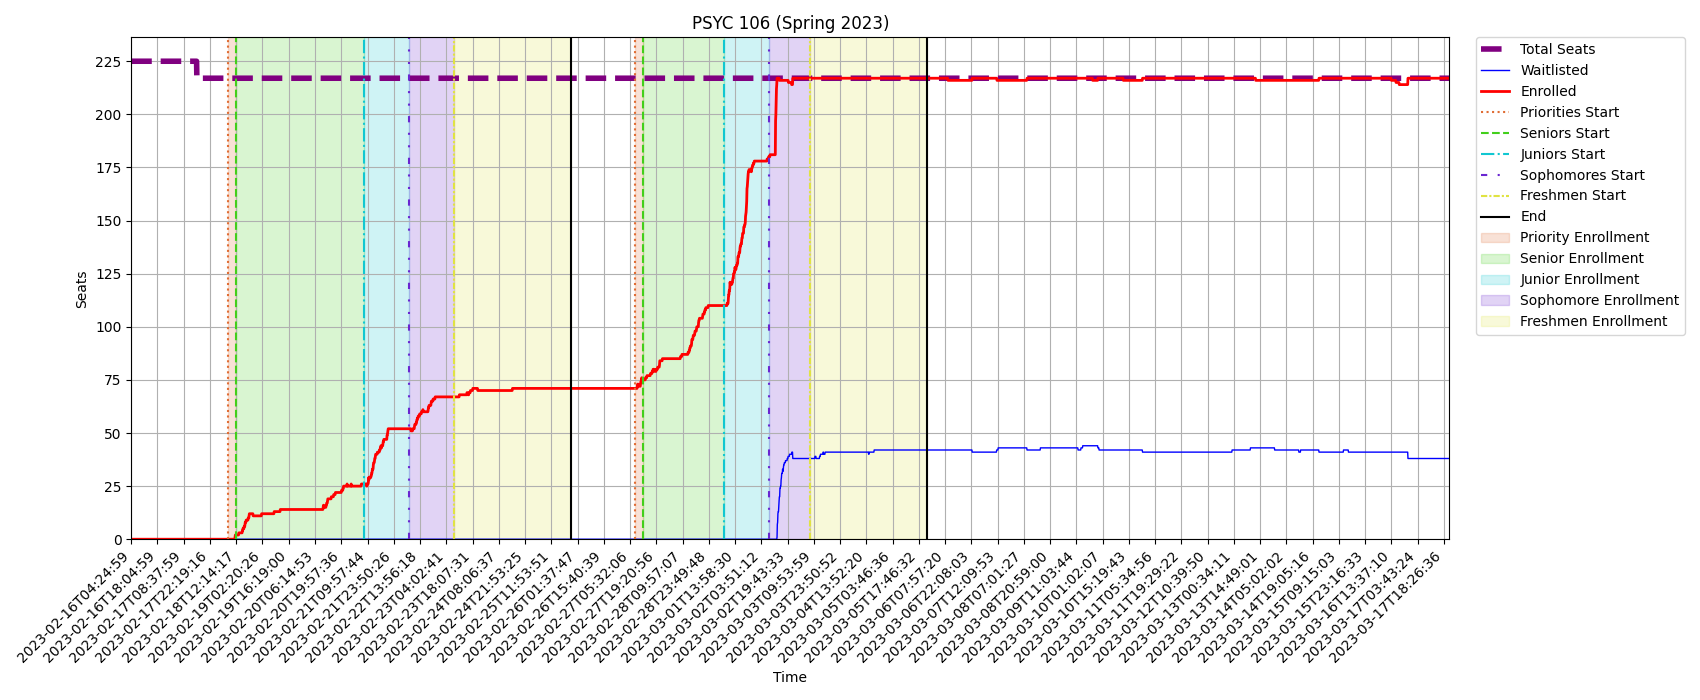 PSYC 106 (Spring 2023)
Seats
225
200
175
150
125
100
75
50
25
0
2023-02-16T04:24:59
2023-02-16T18:04:59
2023-02-17T08:37:59
2023-02-17T22:19:16
2023-02-18T12:14:17
2023-02-19T02:20:26
2023-02-19T16:19:00
2023-02-20T06:14:53
2023-02-20T19:57:36
2023-02-21T09:57:44
2023-02-21T23:50:26
2023-02-22T13:56:18
2023-02-23T04:02:41
2023-02-23T18:07:31
2023-02-24T08:06:37
2023-02-24T21:53:25
2023-02-25T11:53:51
2023-02-26T01:37:47
2023-02-26T15:40:39
2023-02-27T05:32:06
2023-02-27T19:20:56
2023-02-28T09:57:07
2023-02-28T23:49:48
2023-03-01T13:58:30
2023-03-02T03:51:12
2023-03-02T19:43:33
2023-03-03T09:53:59
2023-03-03T23:50:52
2023-03-04T13:52:20
2023-03-05T03:46:36
2023-03-05T17:46:32
2023-03-06T07:57:20
2023-03-06T22:08:03
2023-03-07T12:09:53
2023-03-08T07:01:27
2023-03-08T20:59:00
2023-03-09T11:03:44
2023-03-10T01:02:07
2023-03-10T15:19:43
2023-03-11T05:34:56
2023-03-11T19:29:22
2023-03-12T10:39:50
2023-03-13T00:34:11
2023-03-13T14:49:01
2023-03-14T05:02:02
2023-03-14T19:05:16
2023-03-15T09:15:03
2023-03-15T23:16:33
2023-03-16T13:37:10
2023-03-17T03:43:24
2023-03-17T18:26:36
Time
Total Seats
Waitlisted
Enrolled
Priorities Start
Seniors Start
Juniors Start
Sophomores Start
Freshmen Start
End
Priority Enrollment
Senior Enrollment
Junior Enrollment
Sophomore Enrollment
Freshmen Enrollment